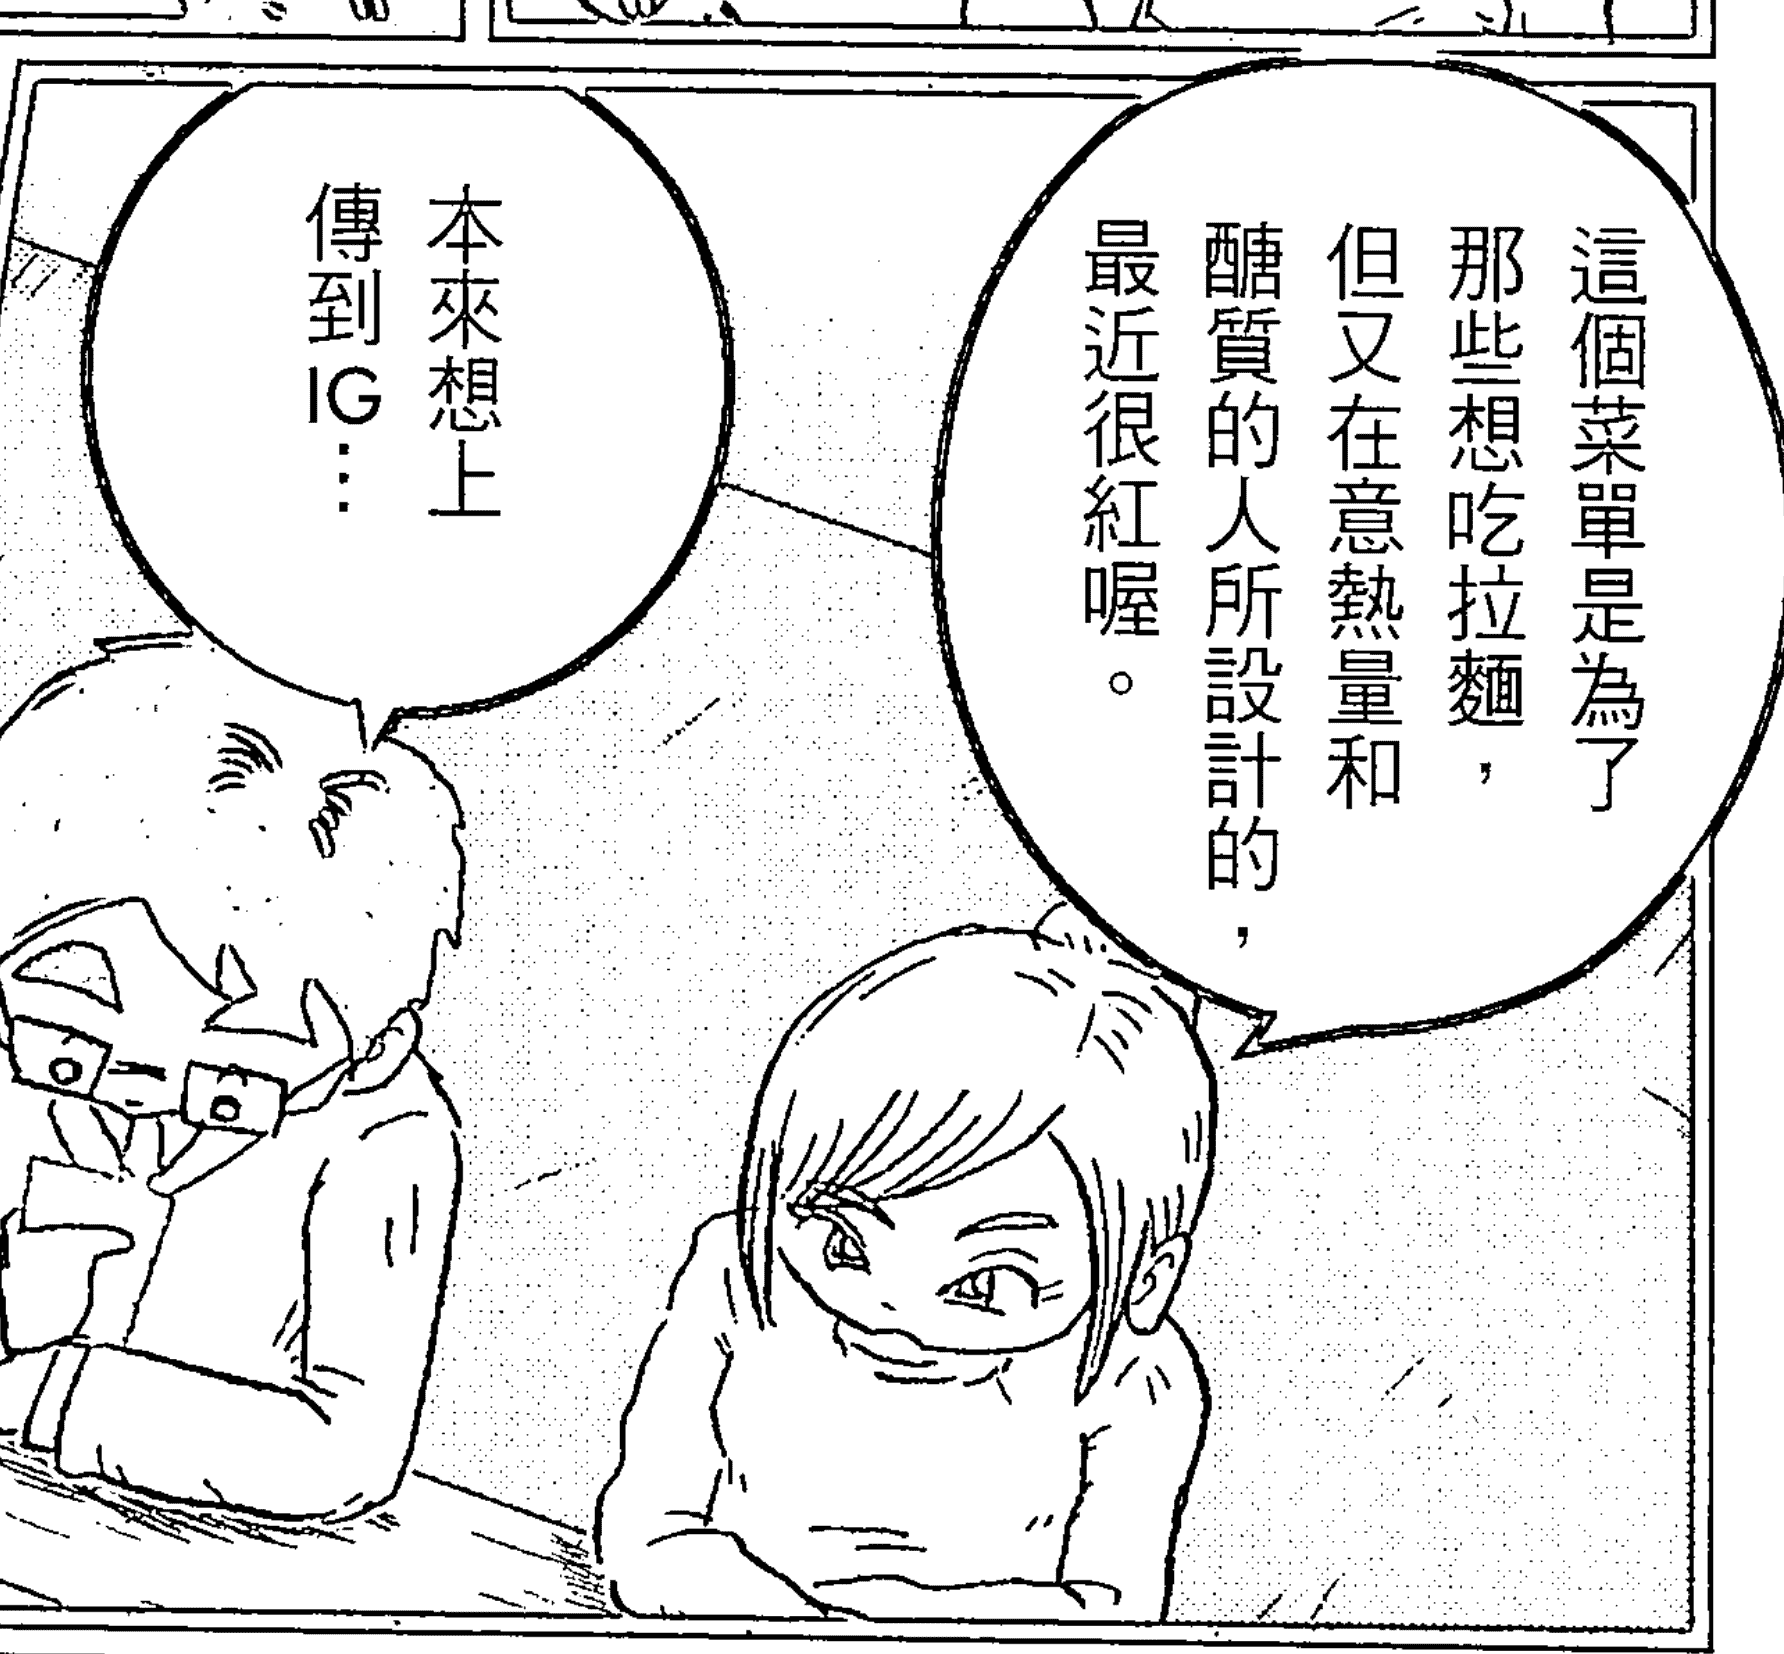 這個菜單是為了
那些想吃拉麵，
但又在意熱量和
醣質的人所設計的，
最近很紅喔。
本來想上
傳到IG…